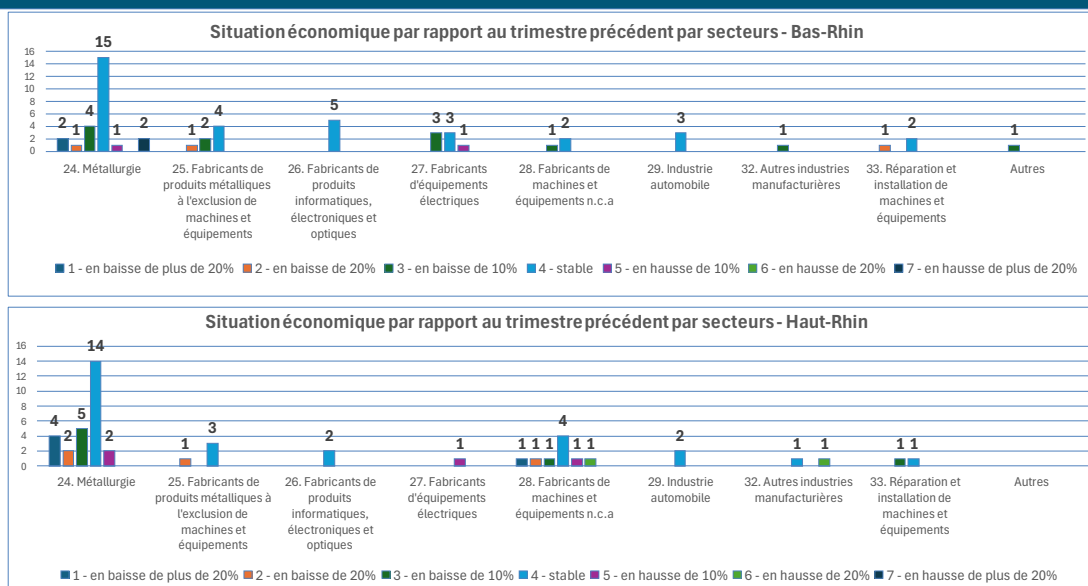 Situation économique par rapport au trimestre précédent par secteurs - Bas-Rhin
16
14
12
10
8
6
4
2
0
2 1 4 15 1 2
1 2 4
5
3 3 1
1 2
3
1
1 2
1
24. Métallurgie
25. Fabricants de
produits métalliques
à l'exclusion de
machines et
équipements
26. Fabricants de
produits
informatiques,
électroniques et
optiques
27. Fabricants
d'équipements
électriques
28. Fabricants de
machines et
équipements n.c.a
29. Industrie
automobile
32. Autres industries
manufacturières
33. Réparation et
installation de
machines et
équipements
Autres
1 - en baisse de plus de 20% 2 - en baisse de 20% 3 - en baisse de 10% 4 - stable 5 - en hausse de 10% 6 - en hausse de 20% 7 - en hausse de plus de 20%
Situation économique par rapport au trimestre précédent par secteurs - Haut-Rhin
16
14
12
10
8
6
4
2
0
4 2 5 14 2
1 3
2
1
1 1 1 4 1 1
2
1 1
1 1
24. Métallurgie
25. Fabricants de
produits métalliques à
l'exclusion de
machines et
équipements
26. Fabricants de
produits
informatiques,
électroniques et
optiques
27. Fabricants
d'équipements
électriques
28. Fabricants de
machines et
équipements n.c.a
29. Industrie
automobile
32. Autres industries
manufacturières
33. Réparation et
installation de
machines et
équipements
Autres
1 - en baisse de plus de 20% 2 - en baisse de 20% 3 - en baisse de 10% 4 - stable 5 - en hausse de 10% 6 - en hausse de 20% 7 - en hausse de plus de 20%